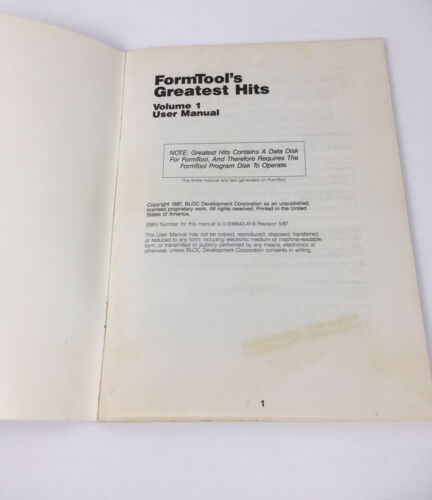 FormTool's
Greatest Hits
Volume 1
User Manual
NOTE: Greatest Hits Contains A Data Disk
For FormTool, And Therefore Requires The
FormTool Program Disk To Operate.
This entire manual and text generated on FormTool
Copyright 1987, BLOC Development Corporation as an unpublished,
licensed proprietary work. All rights reserved. Printed in the United
States of America.
ISBN Number for this manual is 0-936843-41-9 Revision 5/87.
This User Manual may not be copied, reproduced, disposed, transferred,
or reduced to any form, including electronic medium or machine-readable
form, or transmitted or publicly performed by any means, electronic or
otherwise, unless BLOC Development Corporation consents in writing.
1